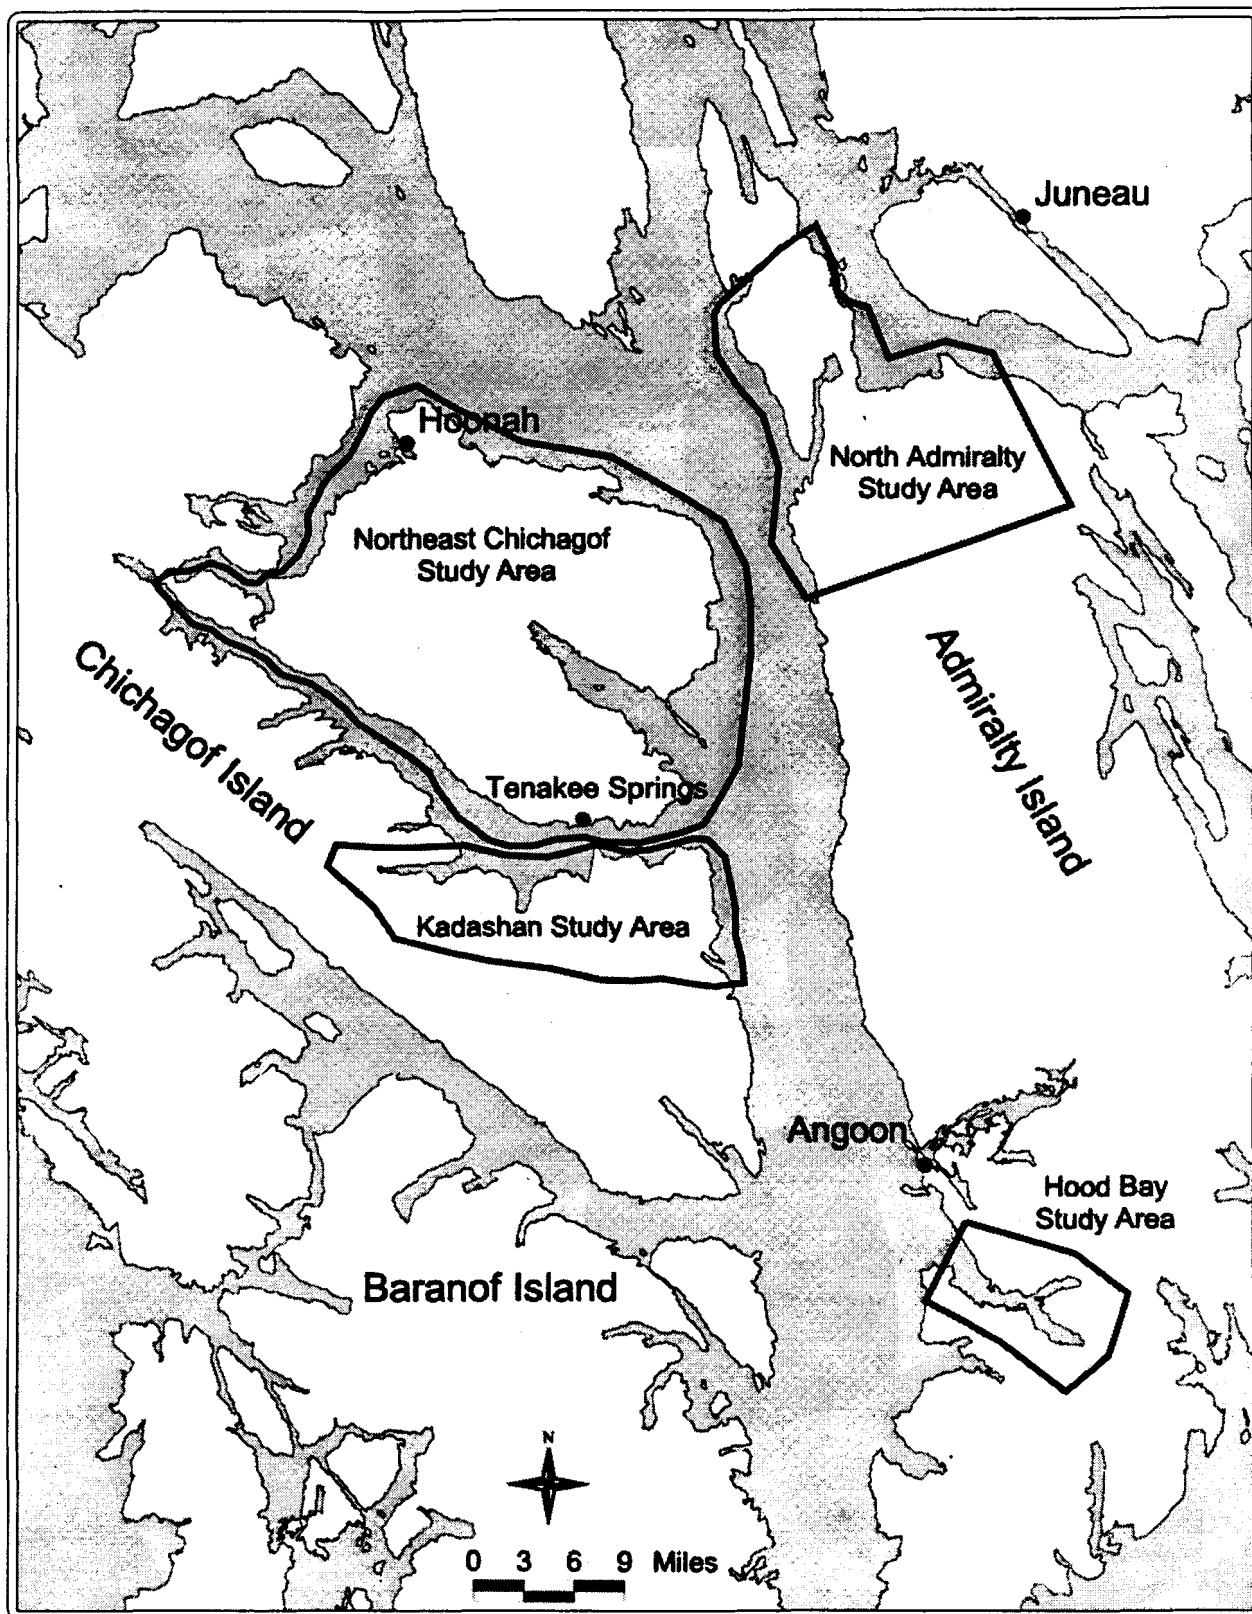 Juneau
Hoonah
North Admiralty
Study Area
Northeast Chichagof
Study Area
Chichagof Island
Admiralty Island
Tenakee Springs
Kadashan Study Area
Angoon
Hood Bay
Study Area
Baranof Island
N
0 3 6 9 Miles